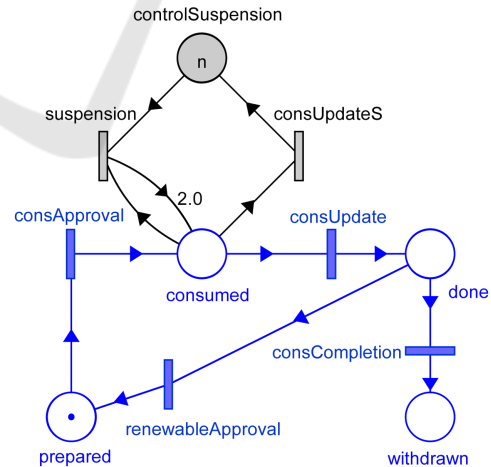 controlSuspension
n
suspension
consUpdateS
2.0
consApproval
consUpdate
consumed
done
consCompletion
renewableApproval
prepared
withdrawn